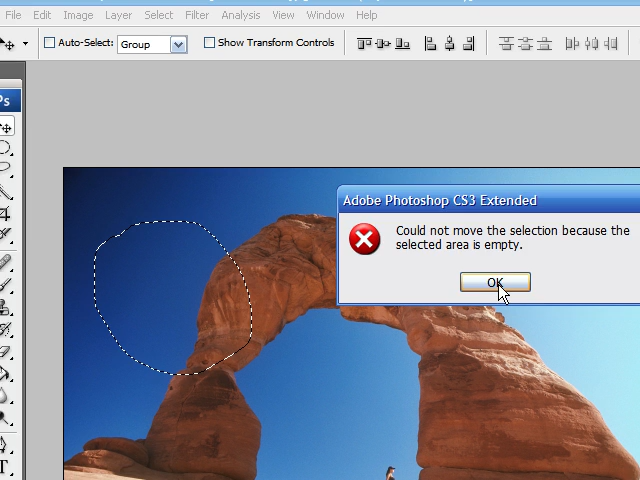 File Edit Image Layer Select Filter Analysis View Window Help
Auto-Select: Group Show Transform Controls
Ps
Adobe Photoshop CS3 Extended
Could not move the selection because the
selected area is empty.
OK
T